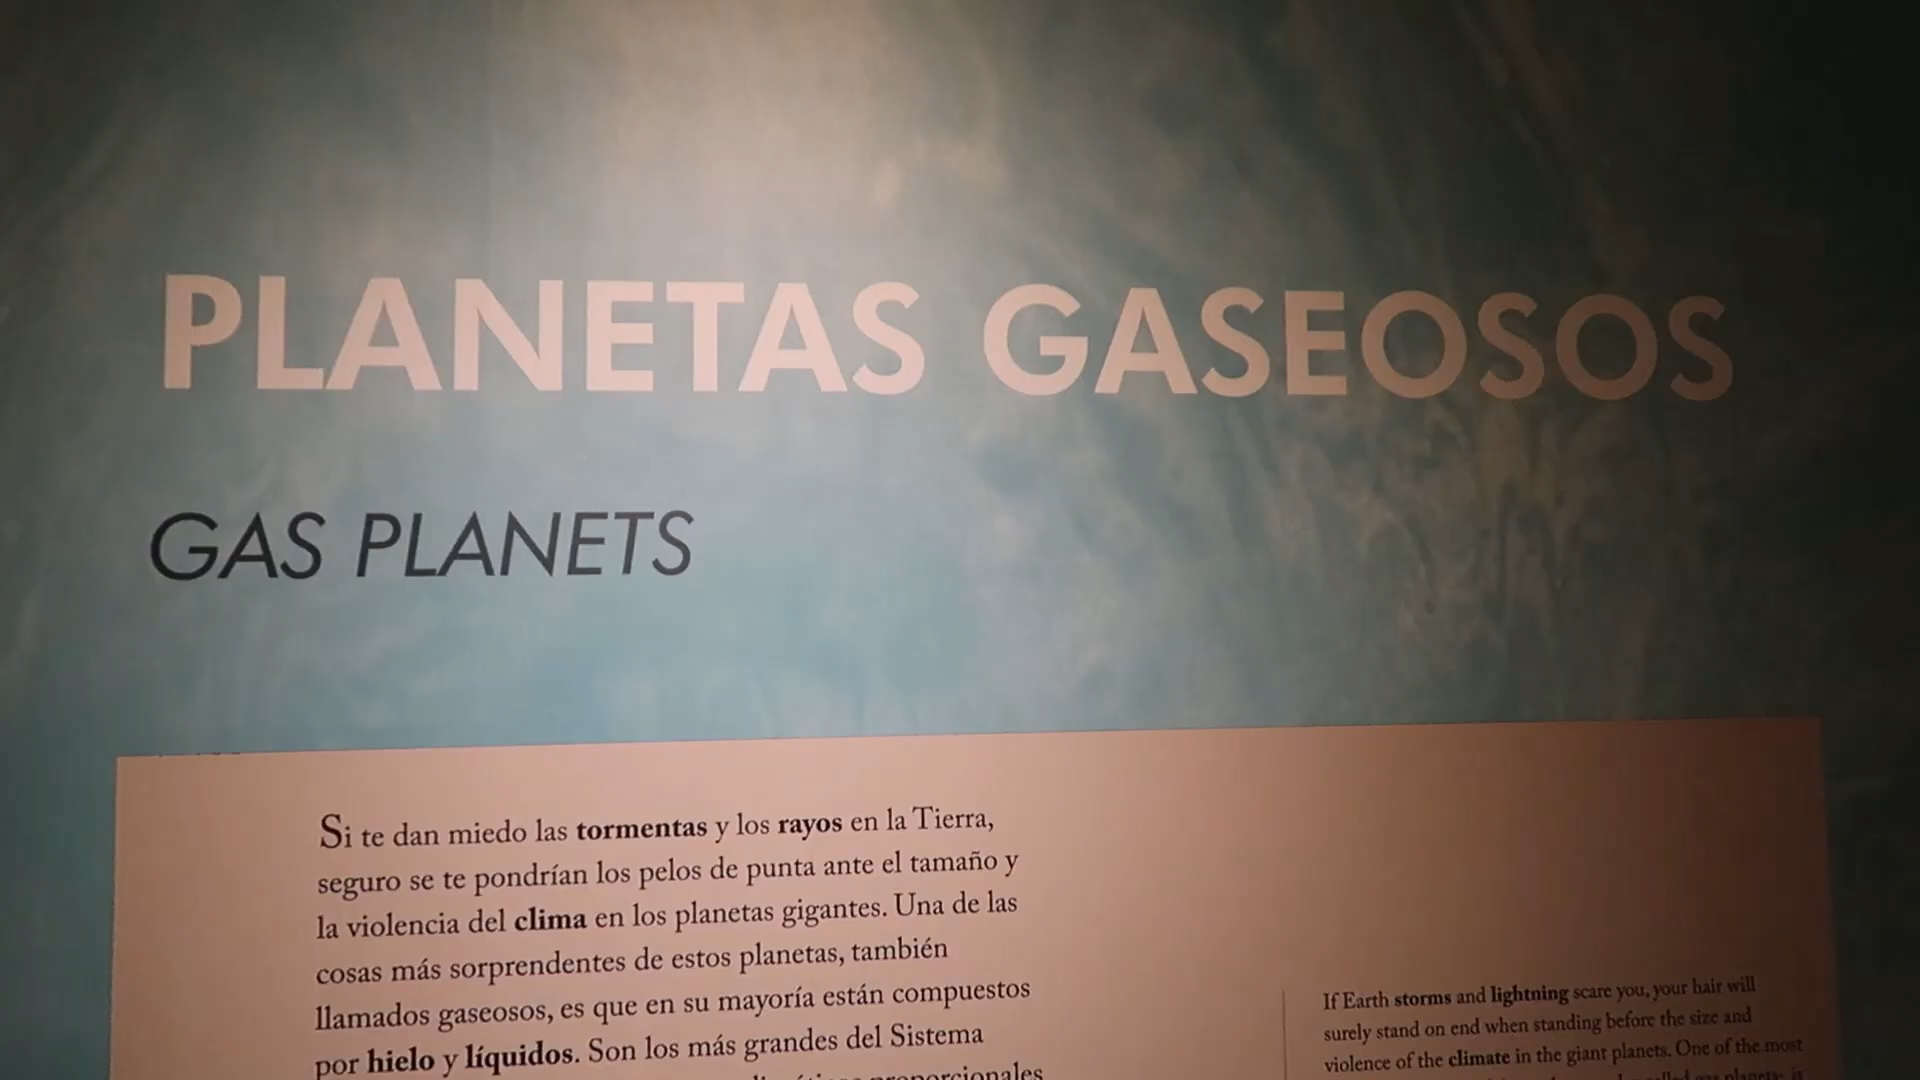 PLANETAS GASEOSOS
GAS PLANETS
Si te dan miedo las tormentas y los rayos en la Tierra,
seguro se te pondrían los pelos de punta ante el tamaño y
la violencia del clima en los planetas gigantes. Una de las
cosas más sorprendentes de estos planetas, también
llamados gaseosos, es que en su mayoría están compuestos
por hielo y líquidos. Son los más grandes del Sistema
proporcionales
If Earth storms and lightning scare you, your hair will
surely stand on end when standing before the size and
violence of the climate in the giant planets. One of the most